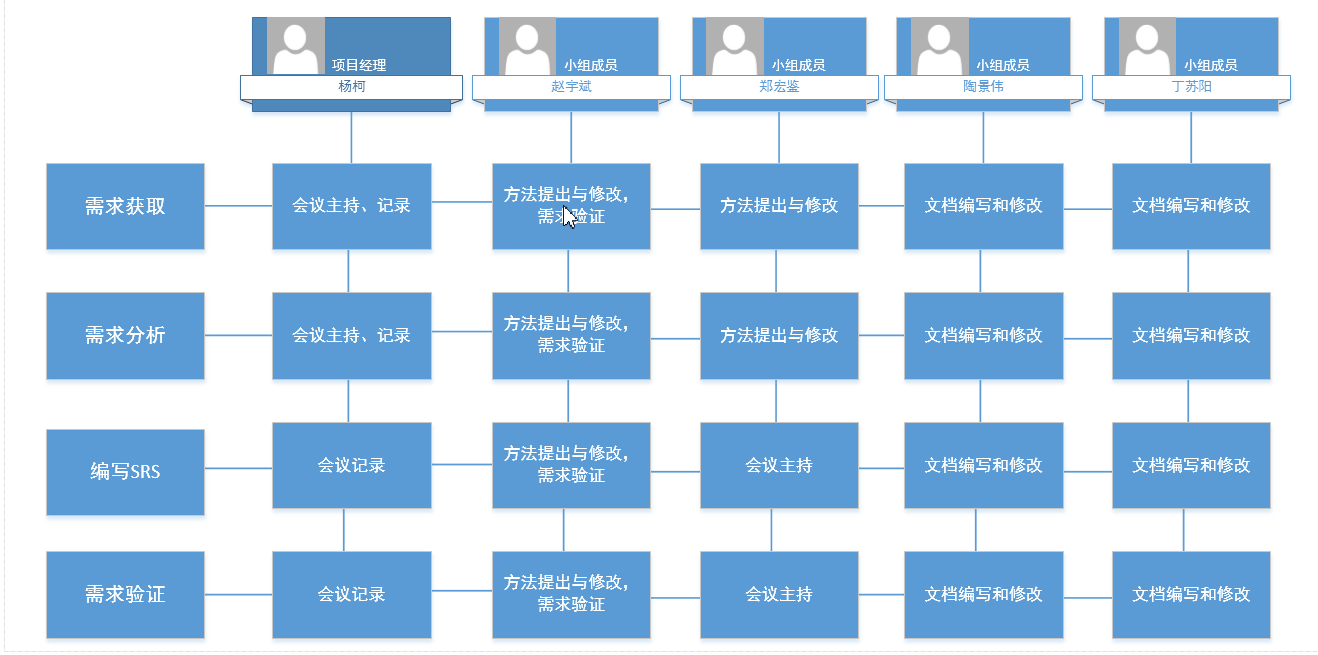 项目经理
小组成员
小组成员
小组成员
小组成员
杨柯
赵宇斌
郑宏鉴
陶景伟
丁苏阳
需求获取
会议主持、记录
方法提出与修改，
需求验证
方法提出与修改
文档编写和修改
文档编写和修改
需求分析
会议主持、记录
方法提出与修改，
需求验证
方法提出与修改
文档编写和修改
文档编写和修改
编写SRS
会议记录
方法提出与修改，
需求验证
会议主持
文档编写和修改
文档编写和修改
需求验证
会议记录
方法提出与修改，
需求验证
会议主持
文档编写和修改
文档编写和修改